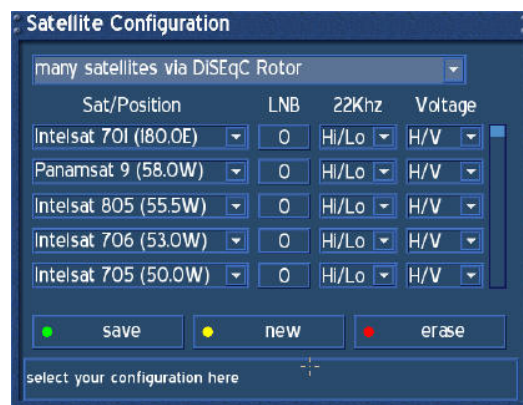 Satellite Configuration
many satellites via DiSEqC Rotor
Sat/Position LNB 22Khz Voltage
Intelsat 701 (180.0E) 0 Hi/Lo H/V
Panamsat 9 (58.0W) 0 Hi/Lo H/V
Intelsat 805 (55.5W) 0 Hi/Lo H/V
Intelsat 706 (53.0W) 0 Hi/Lo H/V
Intelsat 705 (50.0W) 0 Hi/Lo H/V
save new erase
select your configuration here